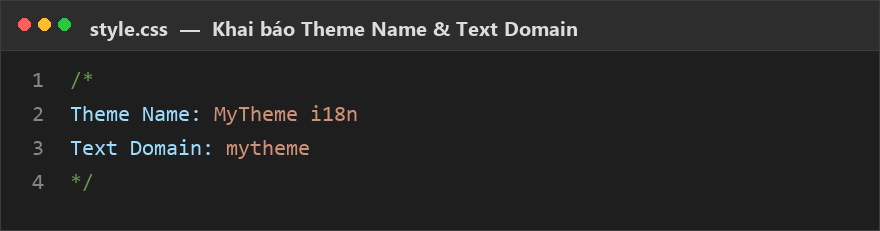 style.css — Khai báo Theme Name & Text Domain
1 /*
2 Theme Name: MyTheme i18n
3 Text Domain: mytheme
4 */